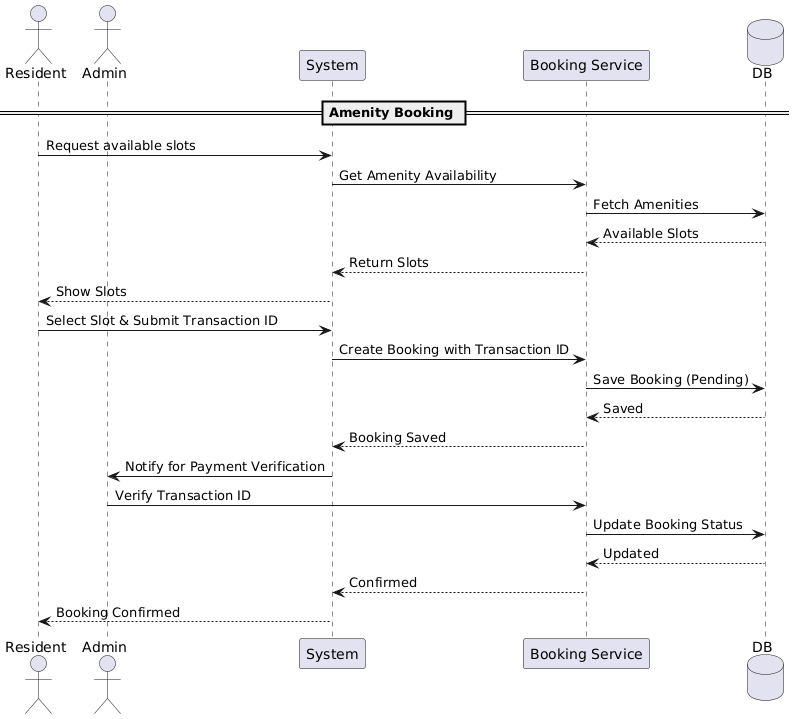 Resident
Admin
System
Booking Service
DB
Amenity Booking
Request available slots
Get Amenity Availability
Fetch Amenities
Available Slots
Return Slots
Show Slots
Select Slot & Submit Transaction ID
Create Booking with Transaction ID
Save Booking (Pending)
Saved
Booking Saved
Notify for Payment Verification
Verify Transaction ID
Update Booking Status
Updated
Confirmed
Booking Confirmed
Resident
Admin
System
Booking Service
DB